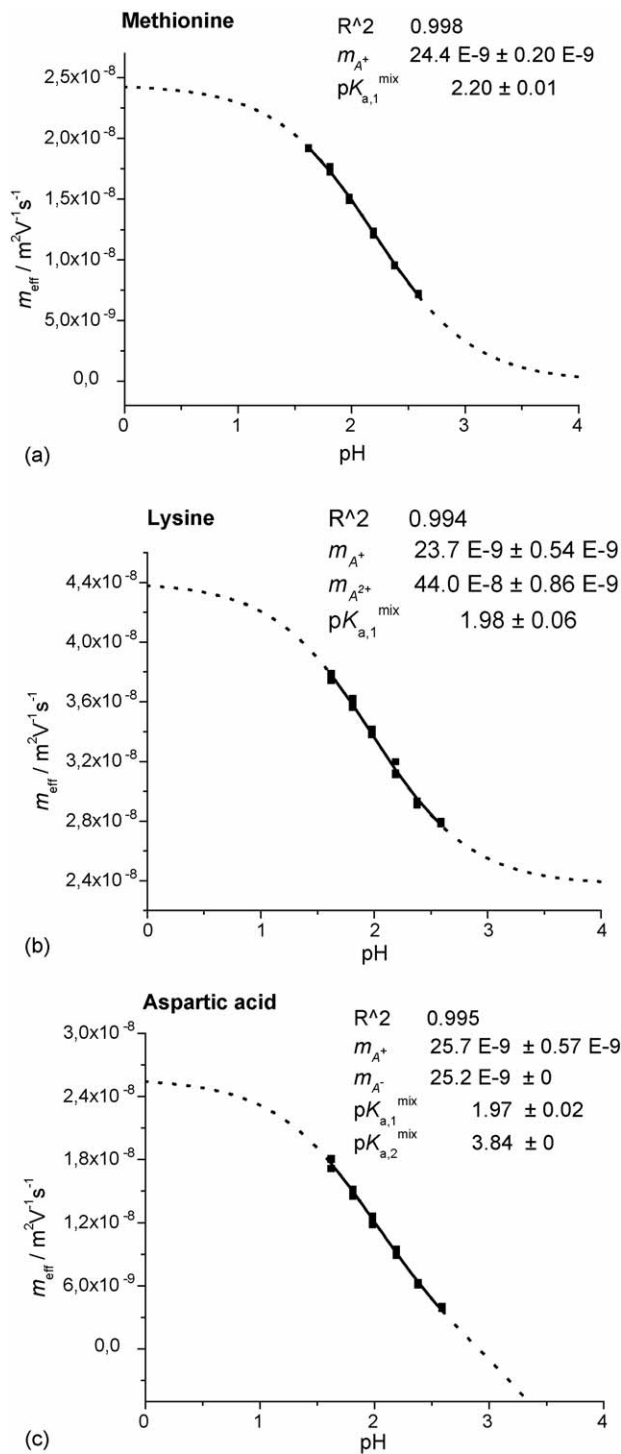 Methionine
R^2 0.998
mA+ 24.4 E-9 ± 0.20 E-9
pKa,1mix 2.20 ± 0.01
2,5x10-8
2,0x10-8
1,5x10-8
1,0x10-8
5,0x10-9
0,0
meff / m2V-1s-1
0 1 2 3 4
pH
(a)
Lysine
R^2 0.994
mA+ 23.7 E-9 ± 0.54 E-9
mA2+ 44.0 E-8 ± 0.86 E-9
pKa,1mix 1.98 ± 0.06
4,4x10-8
4,0x10-8
3,6x10-8
3,2x10-8
2,8x10-8
2,4x10-8
meff / m2V-1s-1
0 1 2 3 4
pH
(b)
Aspartic acid
R^2 0.995
mA+ 25.7 E-9 ± 0.57 E-9
mA- 25.2 E-9 ± 0
pKa,1mix 1.97 ± 0.02
pKa,2mix 3.84 ± 0
3,0x10-8
2,4x10-8
1,8x10-8
1,2x10-8
6,0x10-9
0,0
meff / m2V-1s-1
0 1 2 3 4
pH
(c)